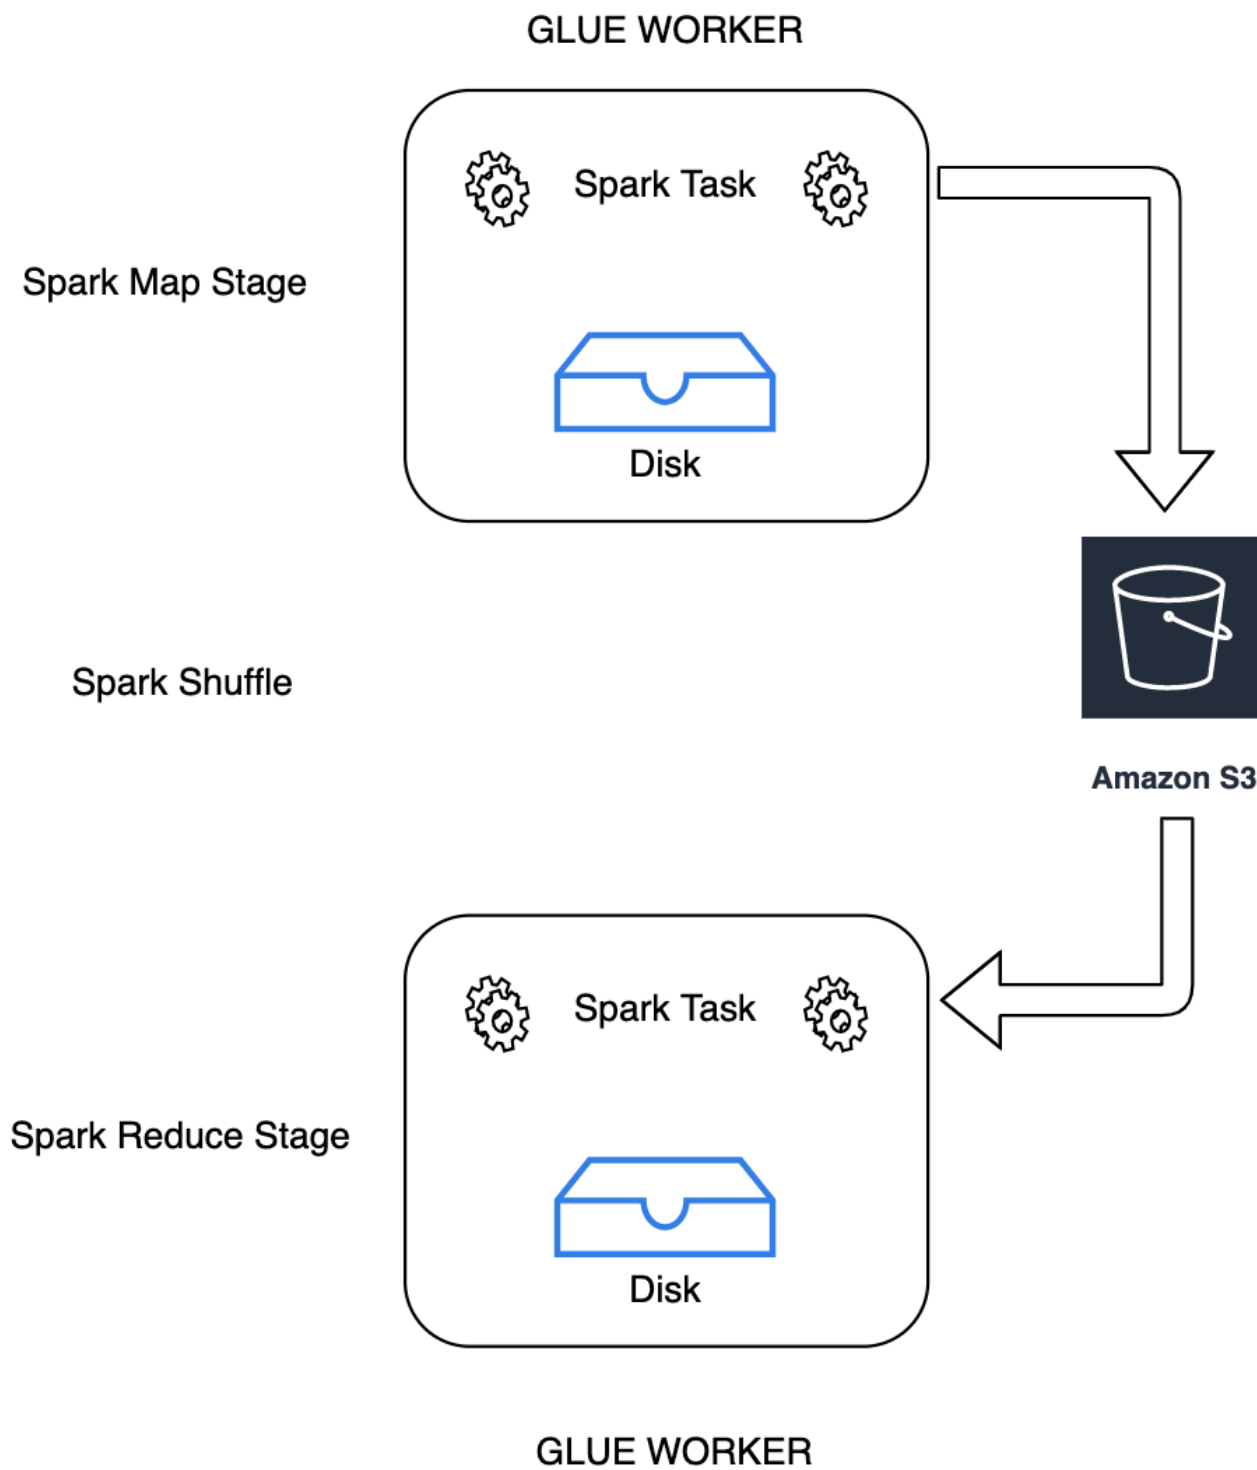 GLUE WORKER
Spark Task
Spark Map Stage
Disk
Spark Shuffle
Amazon S3
Spark Task
Spark Reduce Stage
Disk
GLUE WORKER